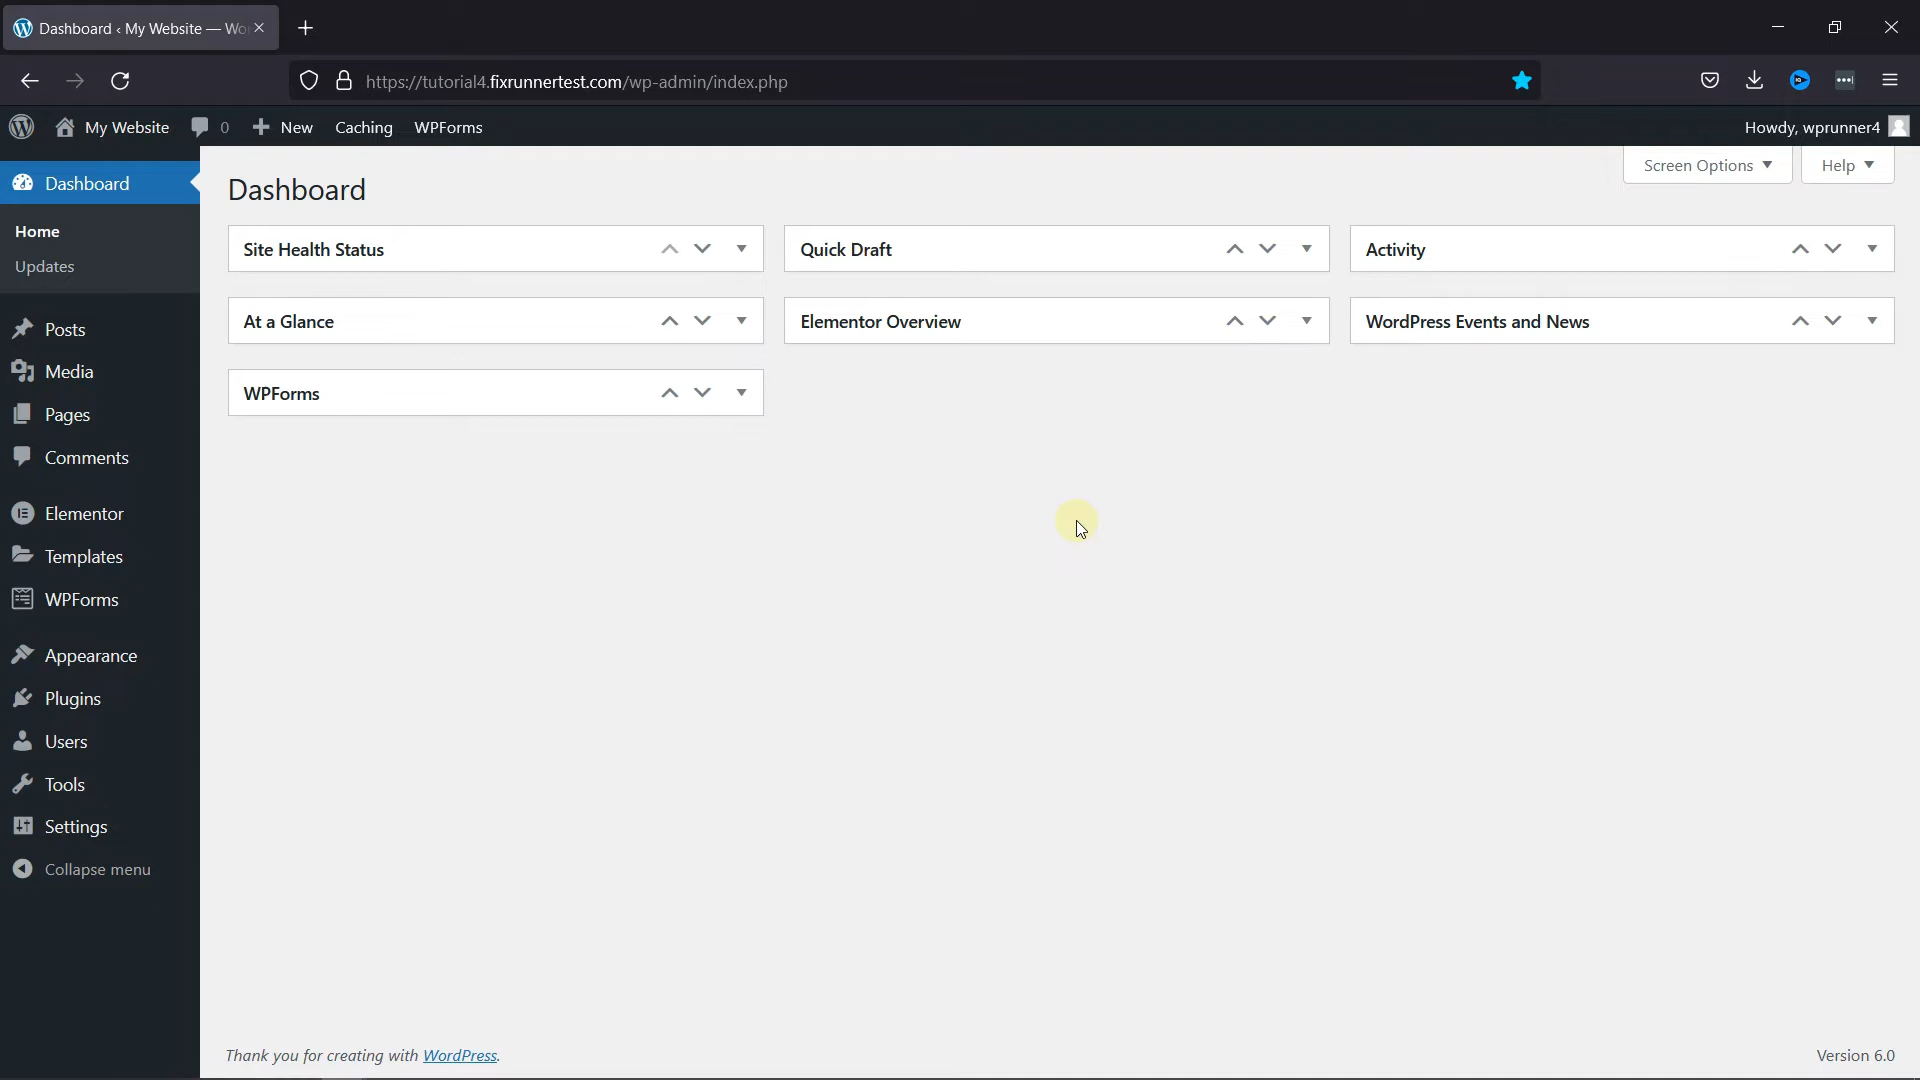 Dashboard ‹ My Website — Wo
https://tutorial4.fixrunnertest.com/wp-admin/index.php
My Website
0
New
Caching
WPForms
Howdy, wprunner4
Dashboard
Home
Updates
Posts
Media
Pages
Comments
Elementor
Templates
WPForms
Appearance
Plugins
Users
Tools
Settings
Collapse menu
Screen Options
Help
Dashboard
Site Health Status
Quick Draft
Activity
At a Glance
Elementor Overview
WordPress Events and News
WPForms
Thank you for creating with WordPress.
Version 6.0